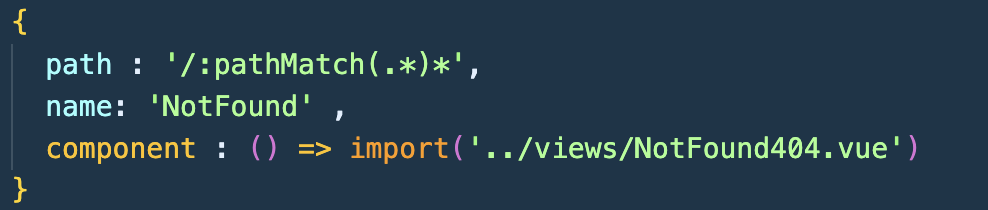 {
path : '/:pathMatch(.*)*',
name: 'NotFound' ,
component : () => import('../views/NotFound404.vue')
}